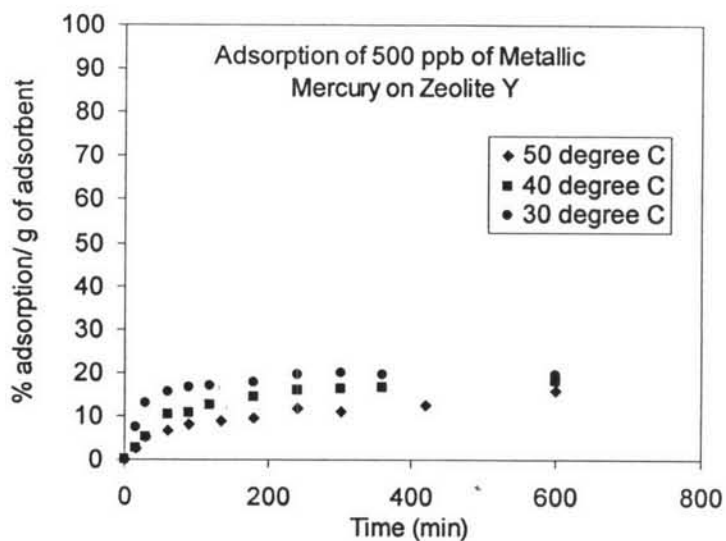 Adsorption of 500 ppb of Metallic
Mercury on Zeolite Y
50 degree C
40 degree C
30 degree C
% adsorption/ g of adsorbent
100
90
80
70
60
50
40
30
20
10
0
0
200
400
600
800
Time (min)